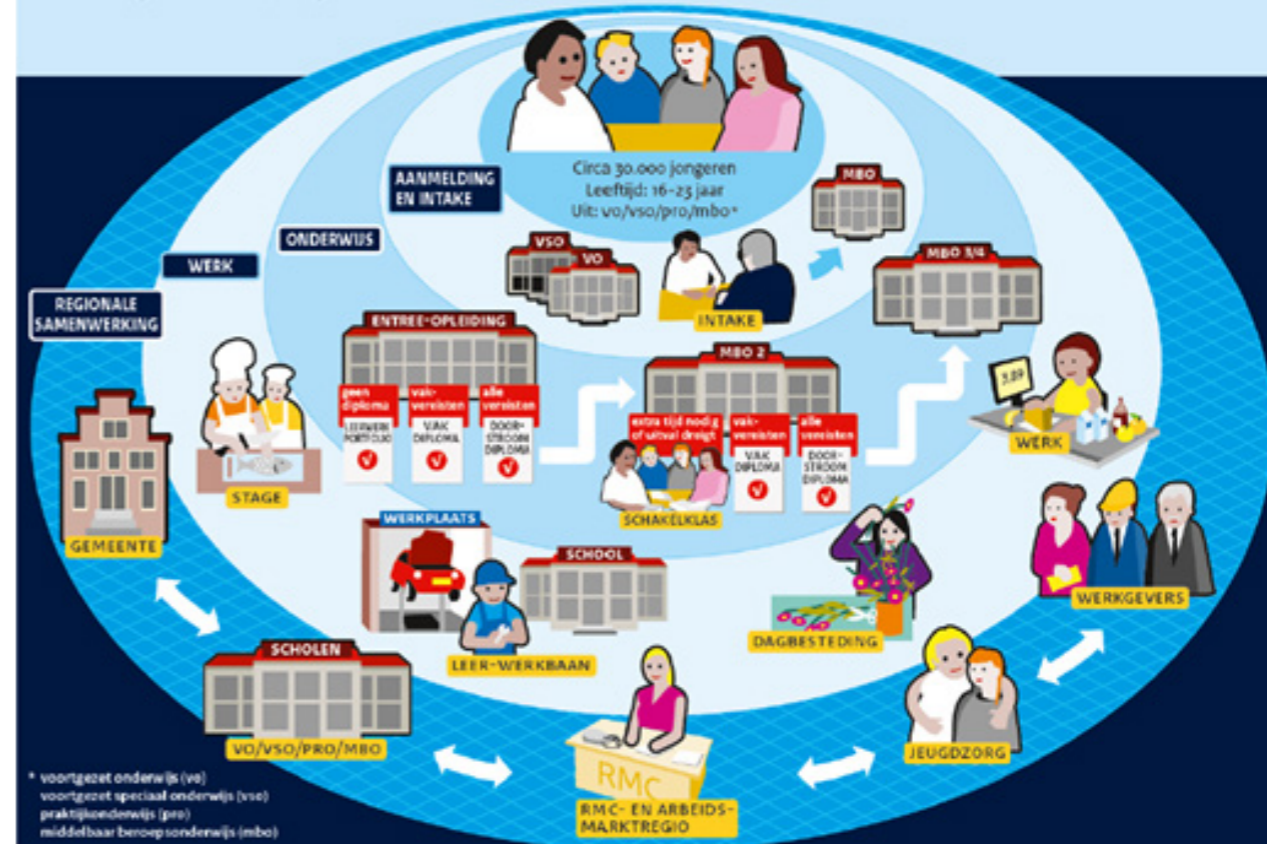 Circa 30.000 jongeren
Leeftijd: 16-23 jaar
Uit: vo/vso/pro/mbo*
AANMELDING
EN INTAKE
ONDERWIJS
WERK
REGIONALE
SAMENWERKING
MBO
VSO
VO
INTAKE
MBO 3/4
ENTREE-OPLEIDING
geen
diploma
LEERWERK
PORTFOLIO
vak-
vereisten
VAK
DIPLOMA
alle
vereisten
DOOR-
STROOM
DIPLOMA
MBO 2
extra tijd nodig
of uitval dreigt
SCHAKELKLAS
vak-
vereisten
VAK
DIPLOMA
alle
vereisten
DOOR-
STROOM
DIPLOMA
3,89
WERK
STAGE
GEMEENTE
WERKPLAATS
SCHOOL
LEER-WERKBAAN
DAGBESTEDING
WERKGEVERS
SCHOLEN
VO/VSO/PRO/MBO
RMC
RMC- EN ARBEIDS-
MARKTREGIO
JEUGDZORG
* voortgezet onderwijs (vo)
voortgezet speciaal onderwijs (vso)
praktijkonderwijs (pro)
middelbaar beroepsonderwijs (mbo)